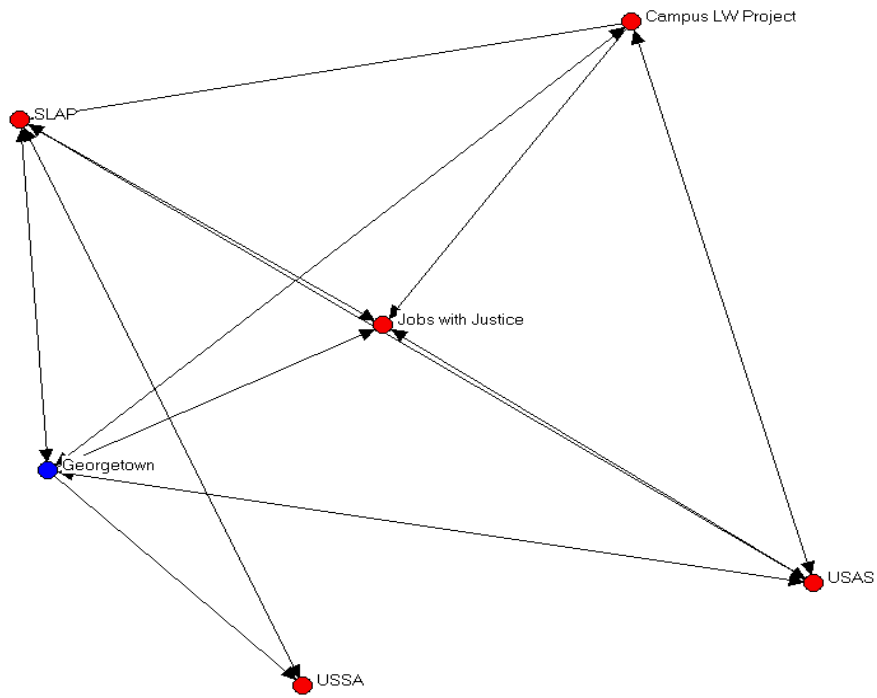 Campus LW Project
SLAP
Jobs with Justice
Georgetown
USAS
USSA